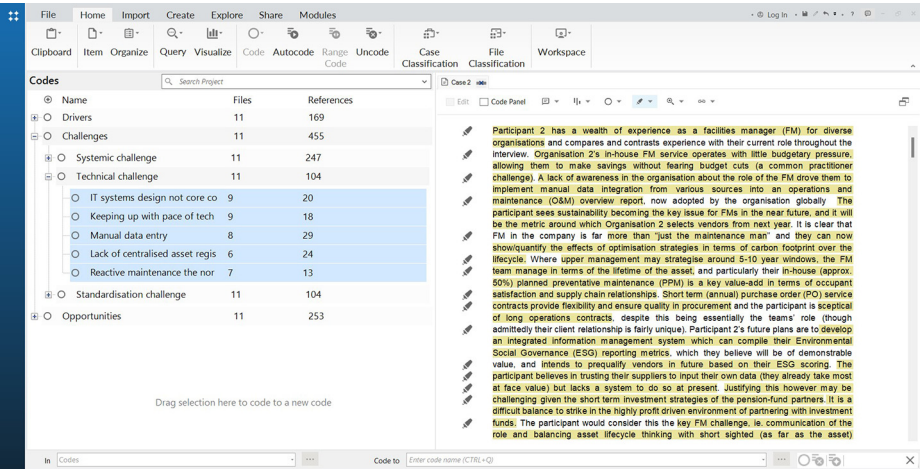 File Home Import Create Explore Share Modules Log In
Clipboard Item Organize Query Visualize Code Autocode Range Code Uncode Case Classification File Classification Workspace
Codes Search Project
Name Files References
Drivers 11 169
Challenges 11 455
Systemic challenge 11 247
Technical challenge 11 104
IT systems design not core co 9 20
Keeping up with pace of tech 9 18
Manual data entry 8 29
Lack of centralised asset regis 6 24
Reactive maintenance the nor 7 13
Standardisation challenge 11 104
Opportunities 11 253
Drag selection here to code to a new code
In Codes
Case 2
Edit Code Panel
Participant 2 has a wealth of experience as a facilities manager (FM) for diverse
organisations and compares and contrasts experience with their current role throughout the
interview. Organisation 2's in-house FM service operates with little budgetary pressure,
allowing them to make savings without fearing budget cuts (a common practitioner
challenge). A lack of awareness in the organisation about the role of the FM drove them to
implement manual data integration from various sources into an operations and
maintenance (O&M) overview report, now adopted by the organisation globally The
participant sees sustainability becoming the key issue for FMs in the near future, and it will
be the metric around which Organisation 2 selects vendors from next year. It is clear that
FM in the company is far more than "just the maintenance man" and they can now
show/quantify the effects of optimisation strategies in terms of carbon footprint over the
lifecycle. Where upper management may strategise around 5-10 year windows, the FM
team manage in terms of the lifetime of the asset, and particularly their in-house (approx.
50%) planned preventative maintenance (PPM) is a key value-add in terms of occupant
satisfaction and supply chain relationships. Short term (annual) purchase order (PO) service
contracts provide flexibility and ensure quality in procurement and the participant is sceptical
of long operations contracts, despite this being essentially the teams' role (though
admittedly their client relationship is fairly unique). Participant 2's future plans are to develop
an integrated information management system which can compile their Environmental
Social Governance (ESG) reporting metrics, which they believe will be of demonstrable
value, and intends to prequalify vendors in future based on their ESG scoring. The
participant believes in trusting their suppliers to input their own data (they already take most
at face value) but lacks a system to do so at present. Justifying this however may be
challenging given the short term investment strategies of the pension-fund partners. It is a
difficult balance to strike in the highly profit driven environment of partnering with investment
funds. The participant would consider this the key FM challenge, ie. communication of the
role and balancing asset lifecycle thinking with short sighted (as far as the asset)
Code to Enter code name (CTRL+Q)